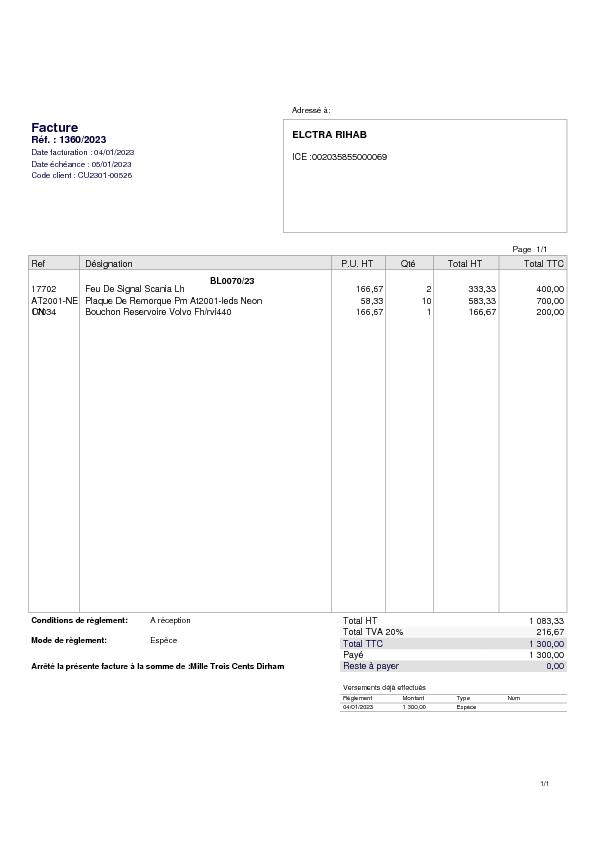 Adressé à:
Facture
Réf. : 1360/2023
Date facturation : 04/01/2023
Date échéance : 05/01/2023
Code client : CU2301-00526
ELCTRA RIHAB
ICE :002035855000069
Page 1/1
Ref Désignation P.U. HT Qté Total HT Total TTC
BL0070/23
17702 Feu De Signal Scania Lh 166,67 2 333,33 400,00
AT2001-NE Plaque De Remorque Pm At2001-leds Neon 58,33 10 583,33 700,00
ON
Bouchon Reservoire Volvo Fh/rvi440 166,67 1 166,67 200,00
Conditions de règlement: A réception
Mode de règlement: Espèce
Arrêté la présente facture à la somme de :Mille Trois Cents Dirham
Total HT 1 083,33
Total TVA 20% 216,67
Total TTC 1 300,00
Payé 1 300,00
Reste à payer 0,00
Versements déjà effectués
Règlement Montant Type Num
04/01/2023 1 300,00 Espèce
1/1